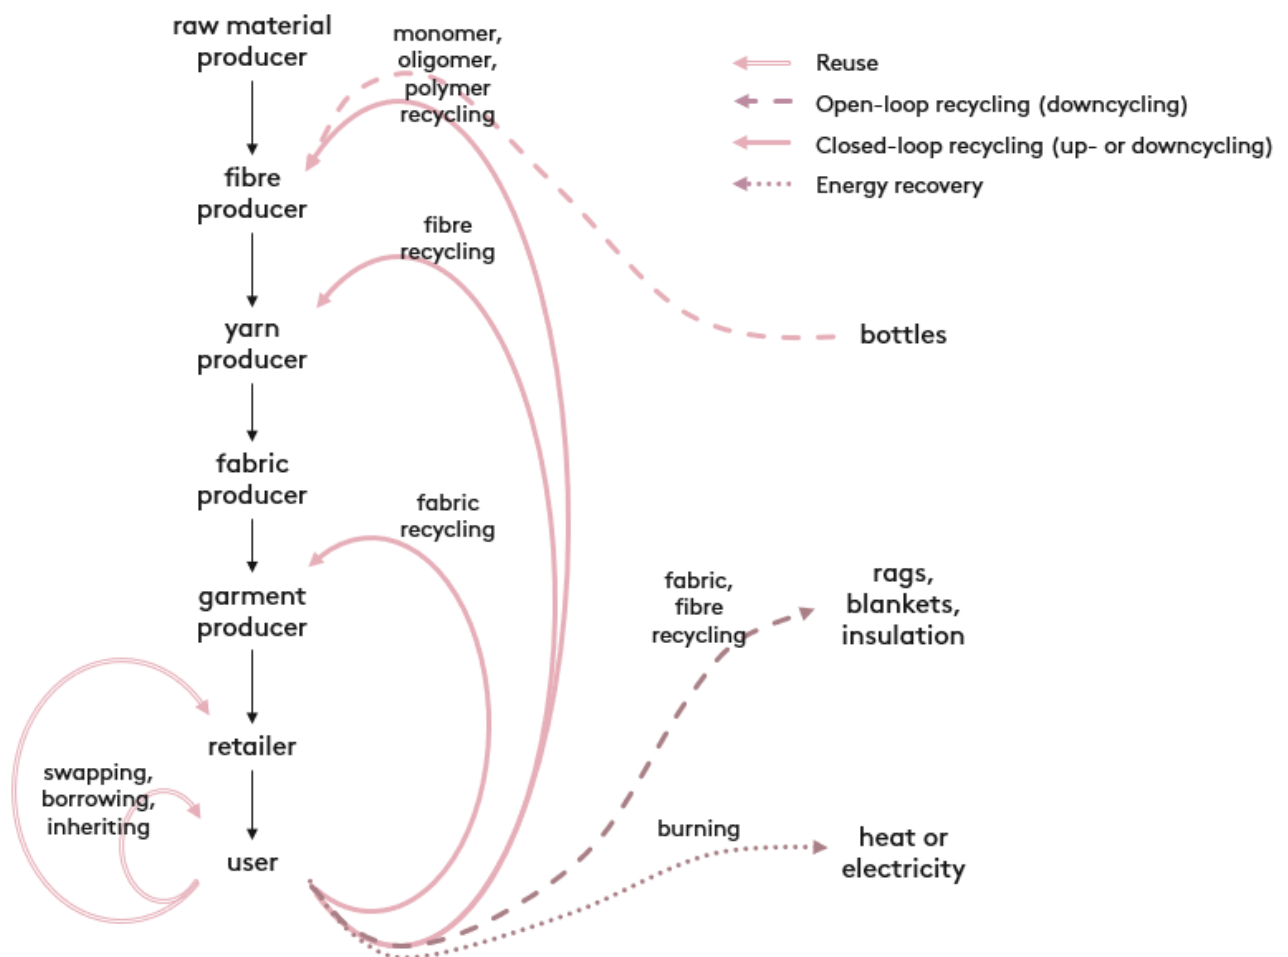 raw material
producer
monomer,
oligomer,
polymer
recycling
Reuse
Open-loop recycling (downcycling)
Closed-loop recycling (up- or downcycling)
Energy recovery
fibre
producer
fibre
recycling
yarn
producer
bottles
fabric
producer
fabric
recycling
garment
producer
fabric,
fibre
recycling
rags,
blankets,
insulation
retailer
swapping,
borrowing,
inheriting
user
burning
heat or
electricity